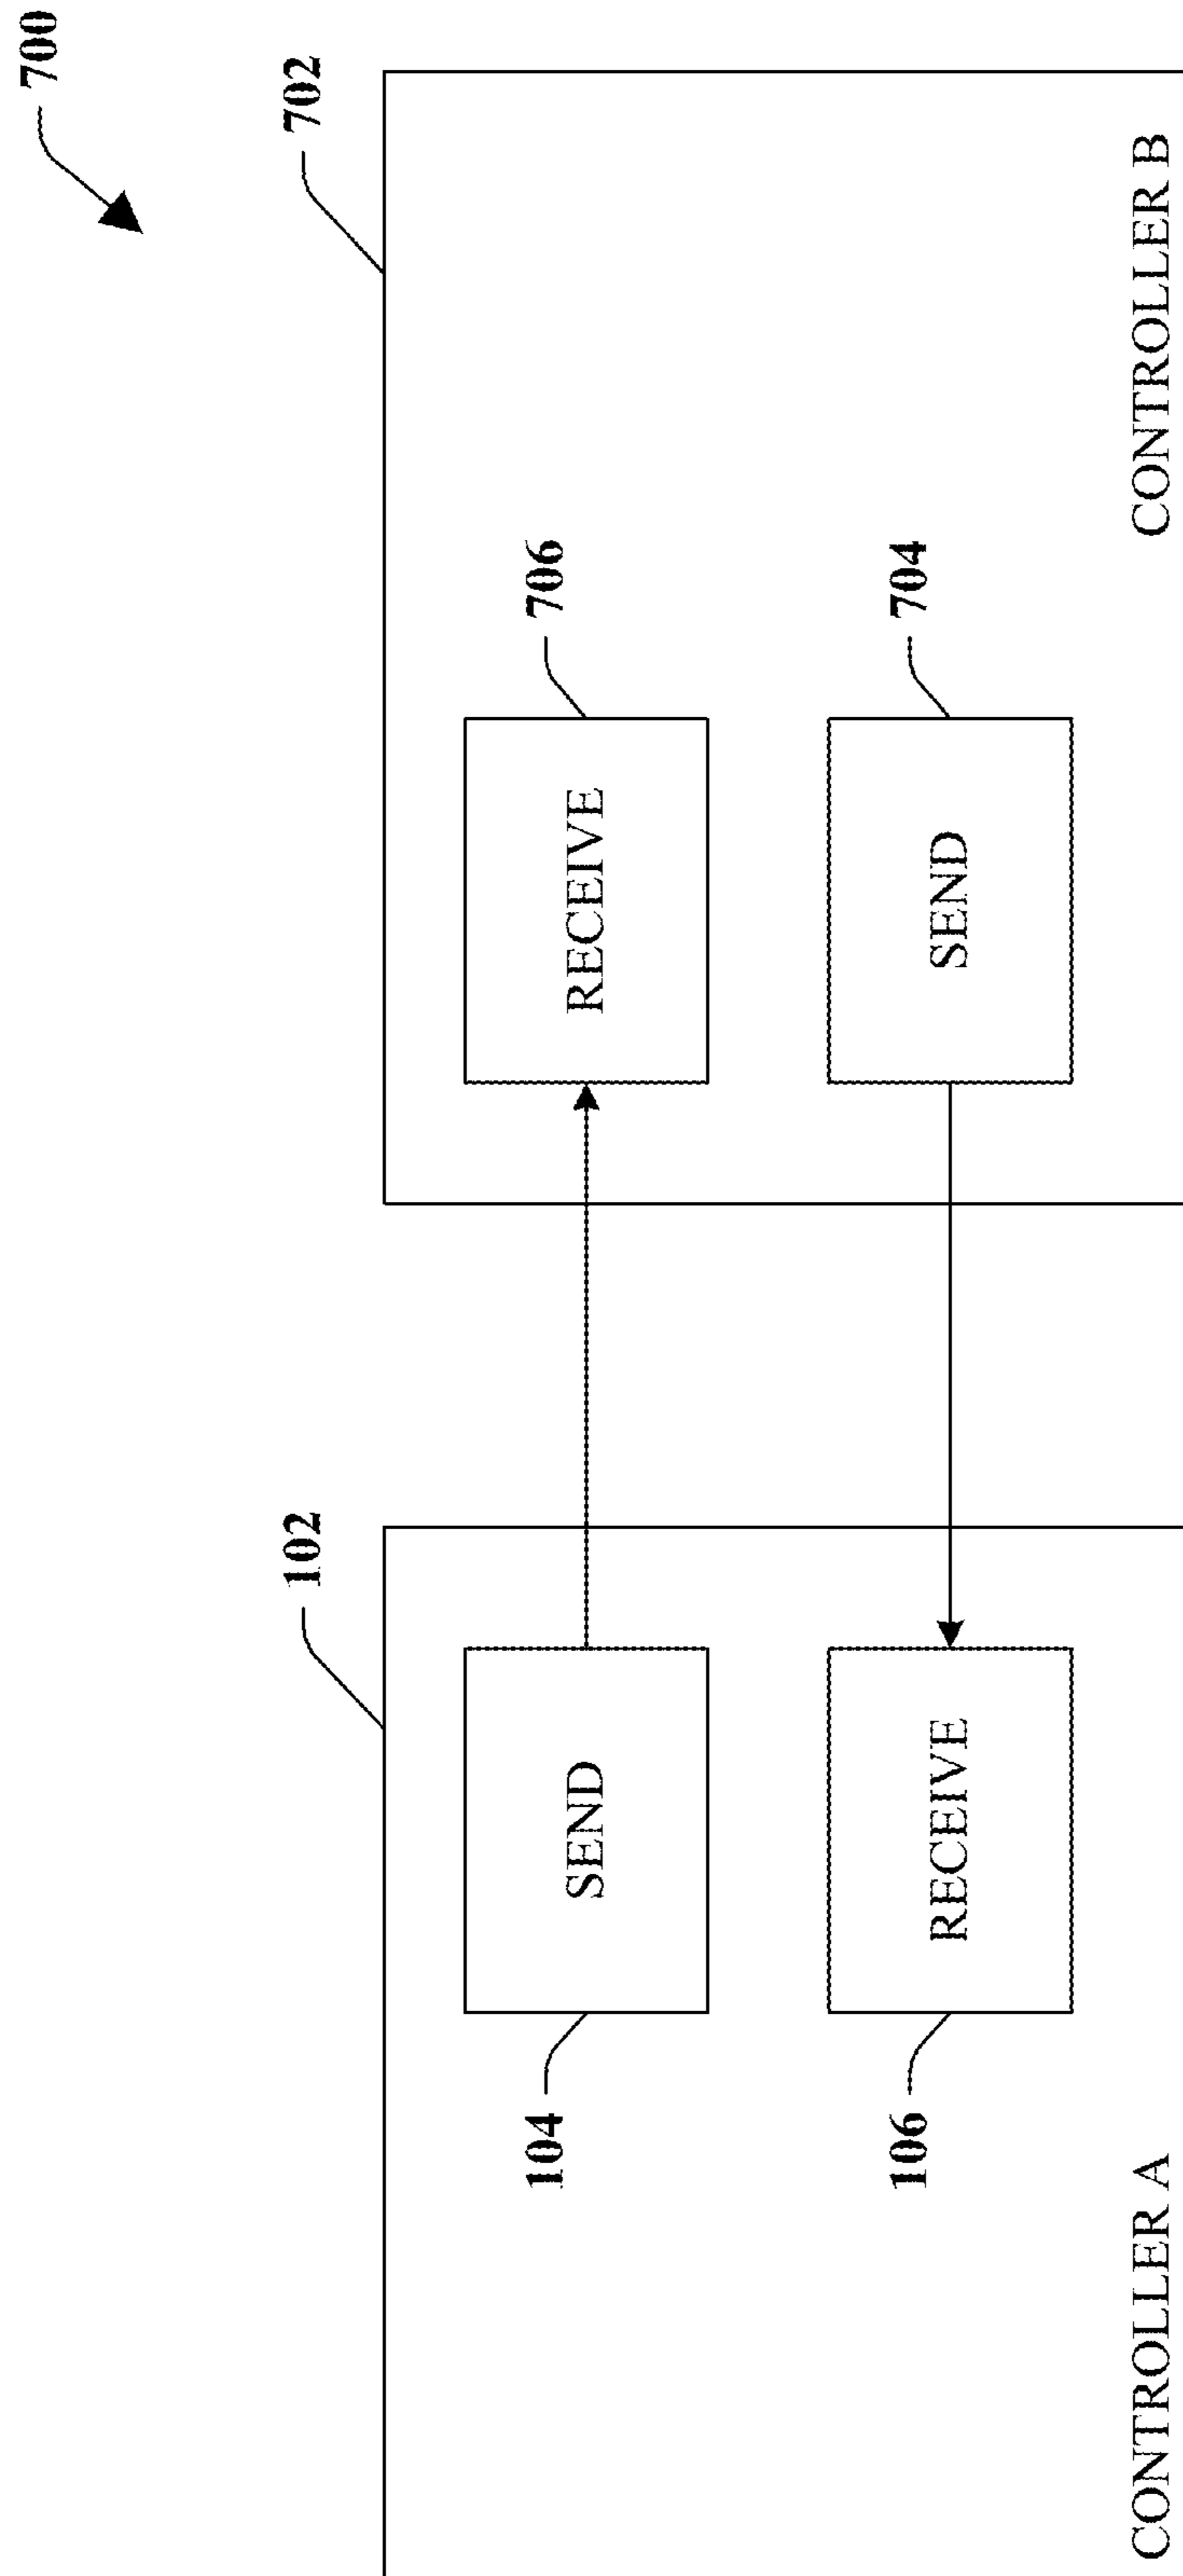 700
102
702
104
SEND
RECEIVE
706
106
RECEIVE
SEND
704
CONTROLLER A
CONTROLLER B